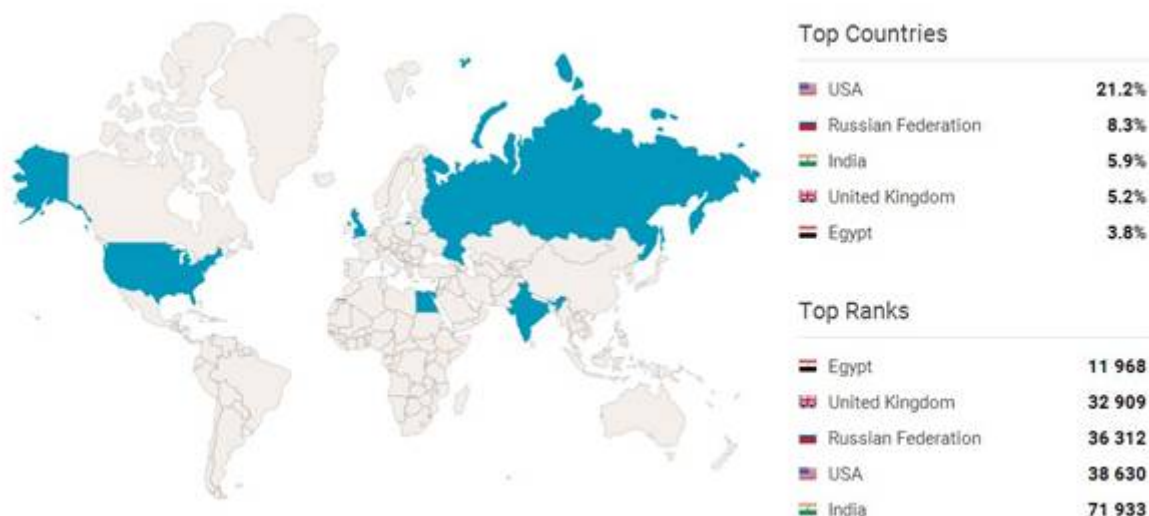 Top Countries
USA 21.2%
Russian Federation 8.3%
India 5.9%
United Kingdom 5.2%
Egypt 3.8%
Top Ranks
Egypt 11 968
United Kingdom 32 909
Russian Federation 36 312
USA 38 630
India 71 933